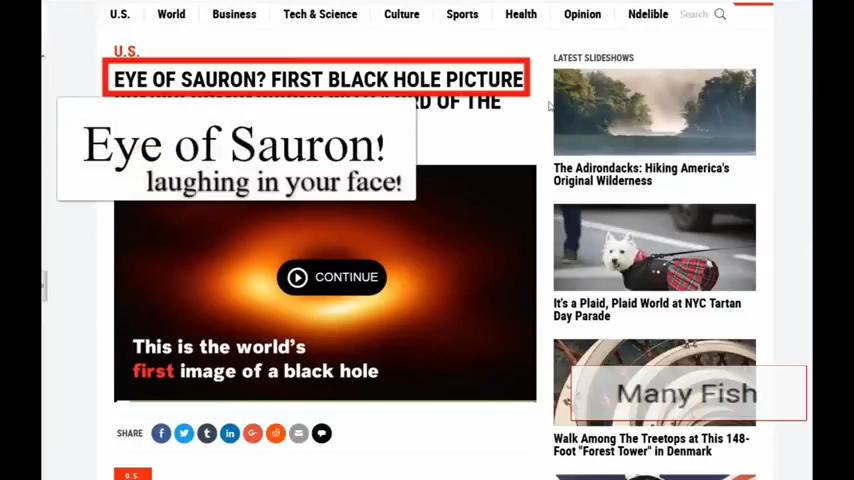 U.S. World Business Tech & Science Culture Sports Health Opinion Ndelible Search
U.S.
EYE OF SAURON? FIRST BLACK HOLE PICTURE
OF THE
Eye of Sauron!
laughing in your face!
CONTINUE
This is the world's
first image of a black hole
SHARE
U.S.
LATEST SLIDESHOWS
The Adirondacks: Hiking America's
Original Wilderness
It's a Plaid, Plaid World at NYC Tartan
Day Parade
Many Fish
Walk Among The Treetops at This 148-
Foot "Forest Tower" in Denmark